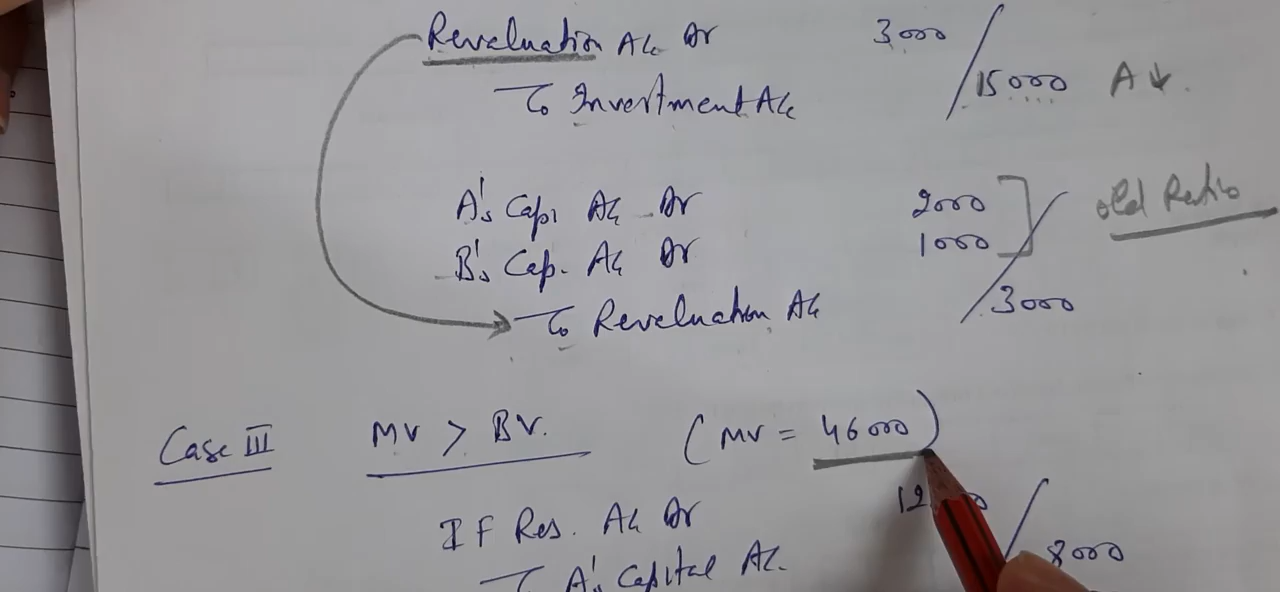 Revaluation A/c Dr 3000
To Investment A/c 15000 A↓.
A's Cap. A/c Dr 2000
old Ratio
B's Cap. A/c Dr 1000
To Revaluation A/c 3000
Case III MV > BV. (MV = 46000)
I F Res. A/c Dr
To A's Capital A/c. 8000